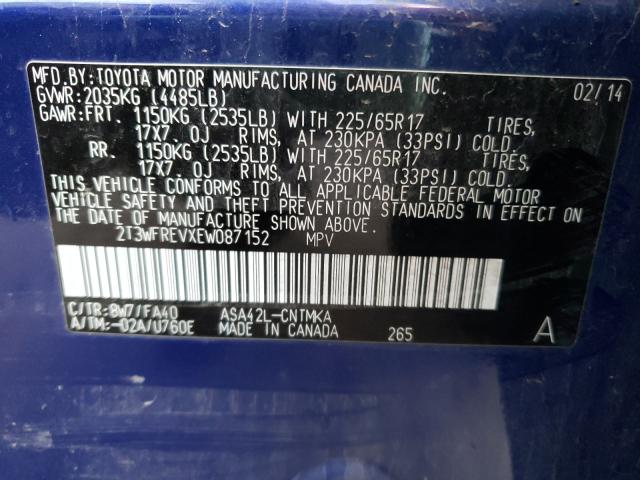 MFD.BY:TOYOTA MOTOR MANUFACTURING CANADA INC. 02/14
GVWR:2035KG (4485LB)
GAWR:FRT. 1150KG (2535LB) WITH 225/65R17 TIRES,
17X7.0J RIMS, AT 230KPA (33PSI) COLD.
RR. 1150KG (2535LB) WITH 225/65R17 TIRES,
17X7.0J RIMS, AT 230KPA (33PSI) COLD.
THIS VEHICLE CONFORMS TO ALL APPLICABLE FEDERAL MOTOR
VEHICLE SAFETY AND THEFT PREVENTION STANDARDS IN EFFECT ON
THE DATE OF MANUFACTURE SHOWN ABOVE.
2T3WFREVXEW087152 MPV
C/TR:8W7/FA40 ASA42L-CNTMKA
A/TM:-02A/U760E MADE IN CANADA 265 A